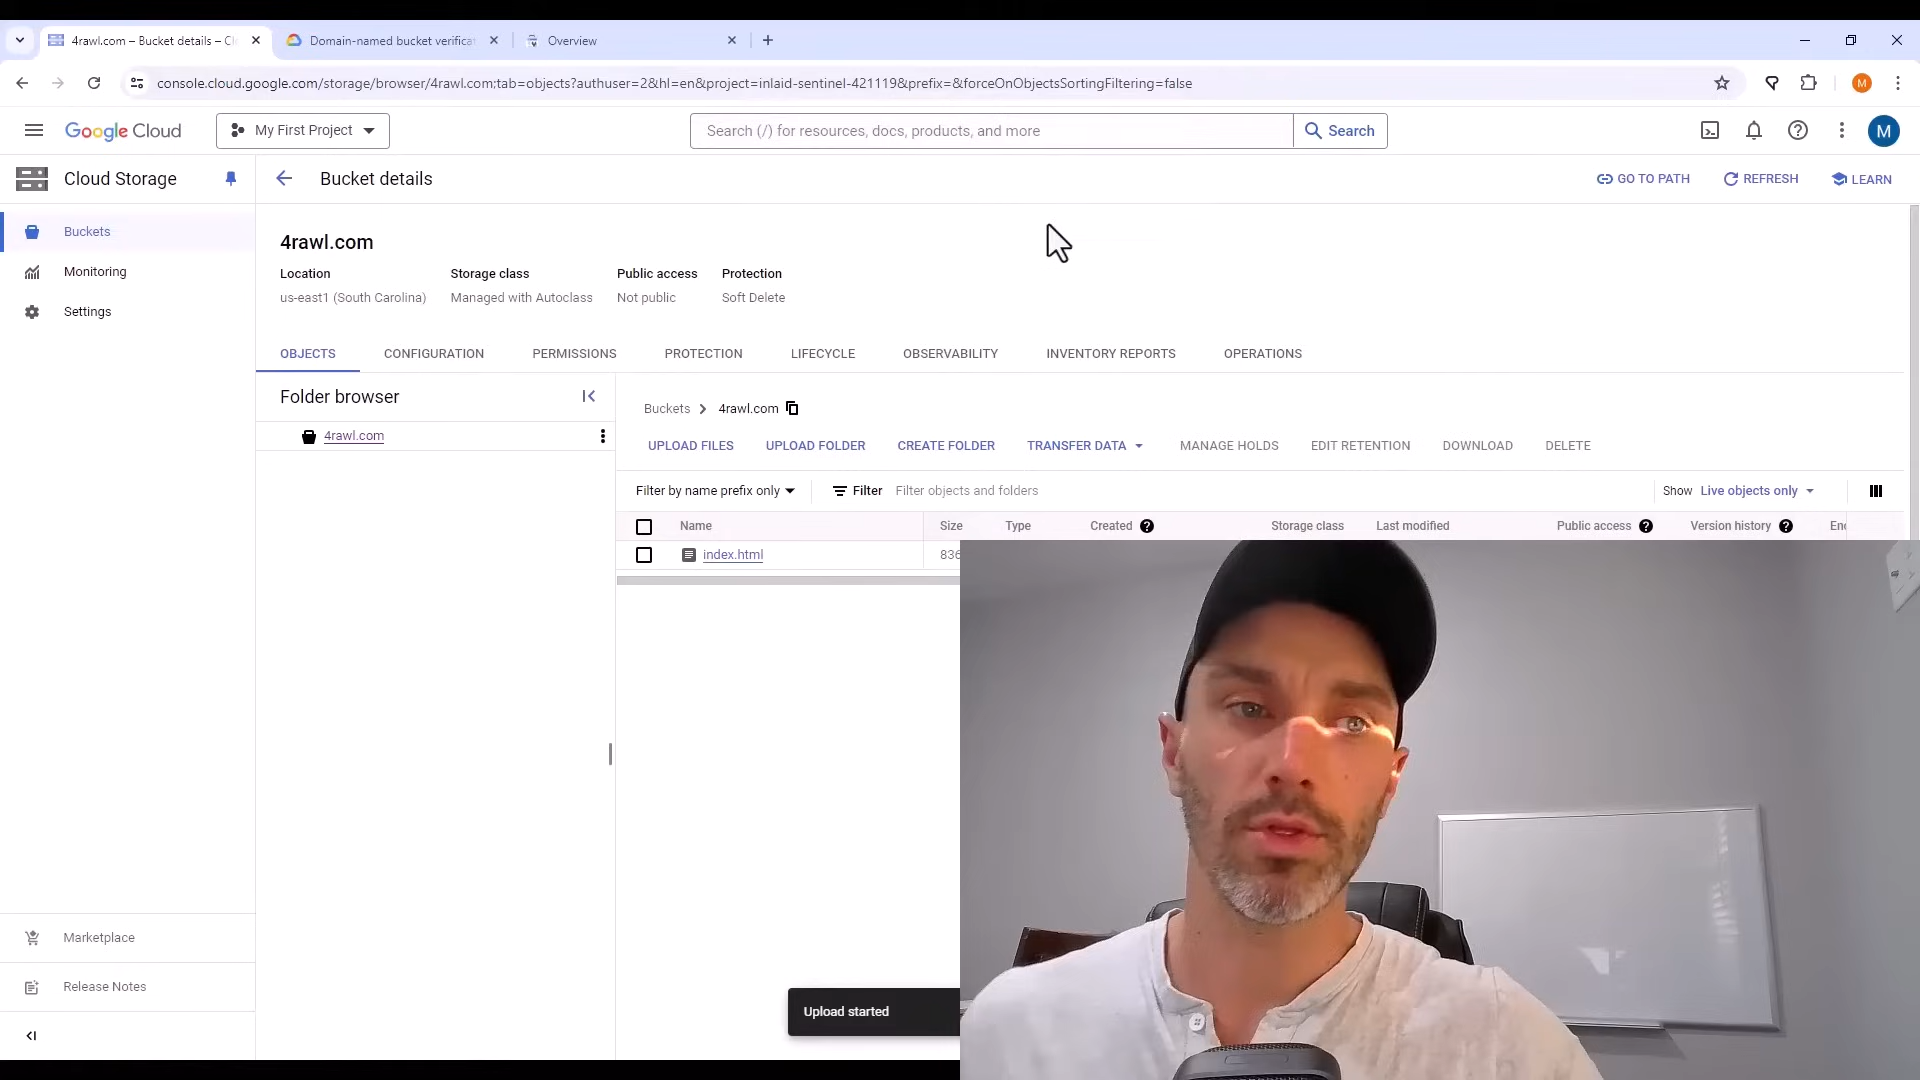 4rawl.com – Bucket details – Cl
Domain-named bucket verificat
Overview
console.cloud.google.com/storage/browser/4rawl.com;tab=objects?authuser=2&hl=en&project=inlaid-sentinel-421119&prefix=&forceOnObjectsSortingFiltering=false
M
Google Cloud
My First Project
Search (/) for resources, docs, products, and more
Search
M
Cloud Storage
Bucket details
GO TO PATH
REFRESH
LEARN
Buckets
Monitoring
Settings
4rawl.com
Location
Storage class
Public access
Protection
us-east1 (South Carolina)
Managed with Autoclass
Not public
Soft Delete
OBJECTS
CONFIGURATION
PERMISSIONS
PROTECTION
LIFECYCLE
OBSERVABILITY
INVENTORY REPORTS
OPERATIONS
Folder browser
4rawl.com
Buckets
4rawl.com
UPLOAD FILES
UPLOAD FOLDER
CREATE FOLDER
TRANSFER DATA
MANAGE HOLDS
EDIT RETENTION
DOWNLOAD
DELETE
Filter by name prefix only
Filter
Filter objects and folders
Show
Live objects only
Name
Size
Type
Created
Storage class
Last modified
Public access
Version history
Enc
index.html
836
Upload started
Marketplace
Release Notes